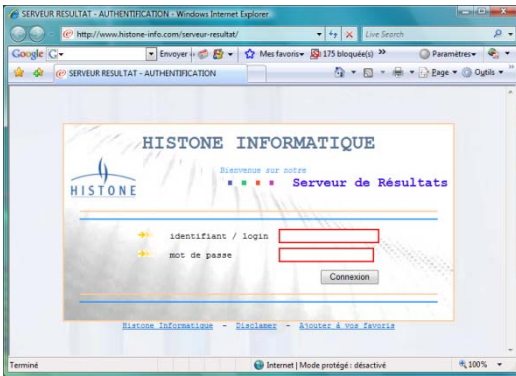 SERVEUR RESULTAT - AUTHENTIFICATION - Windows Internet Explorer
http://www.histone-info.com/serveur-resultat/
Live Search
Google
Envoyer
Mes favoris
175 bloquée(s)
Paramètres
SERVEUR RESULTAT - AUTHENTIFICATION
Page
Outils
HISTONE INFORMATIQUE
Bienvenue sur notre
Serveur de Résultats
HISTONE
identifiant / login
mot de passe
Connexion
Histone Informatique - Disclamer - Ajouter à vos favoris
Terminé
Internet | Mode protégé : désactivé
100%